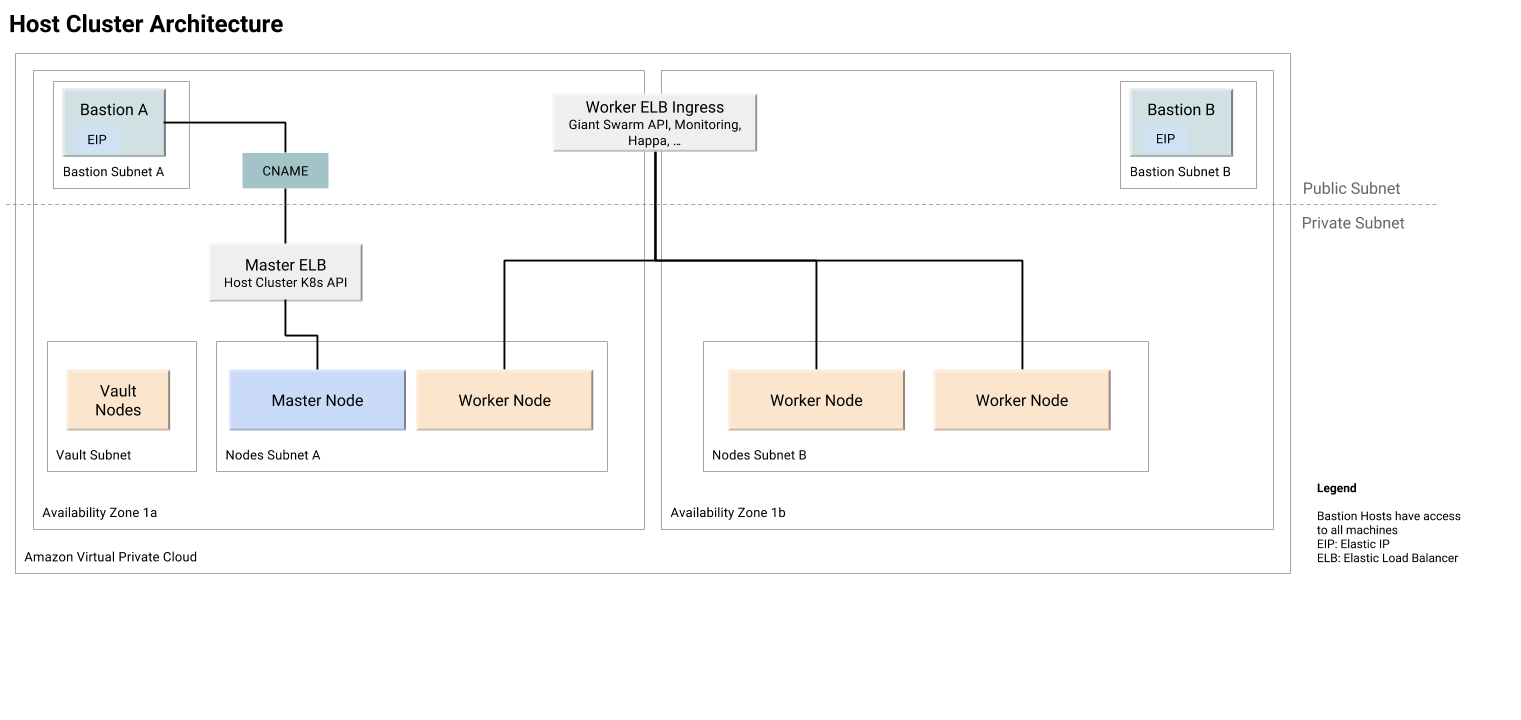 Host Cluster Architecture
Bastion A
EIP
Bastion Subnet A
CNAME
Worker ELB Ingress
Giant Swarm API, Monitoring,
Happa, ...
Bastion B
EIP
Bastion Subnet B
Public Subnet
Private Subnet
Master ELB
Host Cluster K8s API
Vault
Nodes
Vault Subnet
Master Node
Worker Node
Nodes Subnet A
Worker Node
Worker Node
Nodes Subnet B
Availability Zone 1a
Availability Zone 1b
Amazon Virtual Private Cloud
Legend
Bastion Hosts have access
to all machines
EIP: Elastic IP
ELB: Elastic Load Balancer